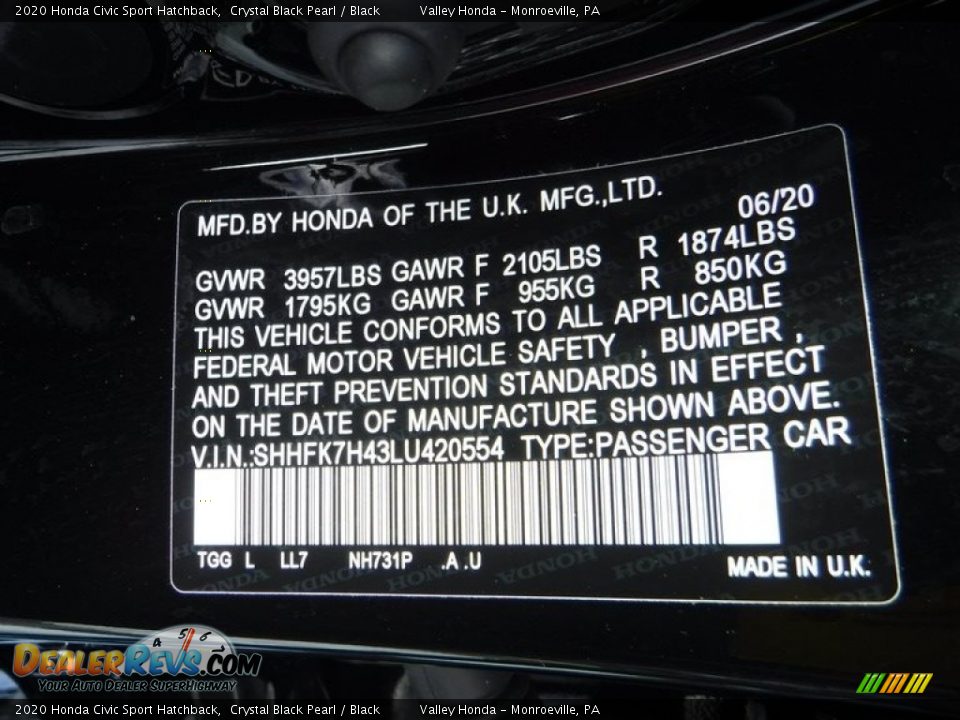 2020 Honda Civic Sport Hatchback,  Crystal Black Pearl / Black          Valley Honda - Monroeville, PA
MFD.BY HONDA OF THE U.K. MFG.,LTD.
06/20
GVWR 3957LBS GAWR F 2105LBS R 1874LBS
GVWR 1795KG GAWR F 955KG R 850KG
THIS VEHICLE CONFORMS TO ALL APPLICABLE
FEDERAL MOTOR VEHICLE SAFETY , BUMPER ,
AND THEFT PREVENTION STANDARDS IN EFFECT
ON THE DATE OF MANUFACTURE SHOWN ABOVE.
V.I.N.:SHHFK7H43LU420554 TYPE:PASSENGER CAR
TGG L LL7 NH731P .A .U
MADE IN U.K.
4 5 6
DEALERREVS.COM
YOUR AUTO DEALER SUPERHIGHWAY
2020 Honda Civic Sport Hatchback,  Crystal Black Pearl / Black          Valley Honda - Monroeville, PA